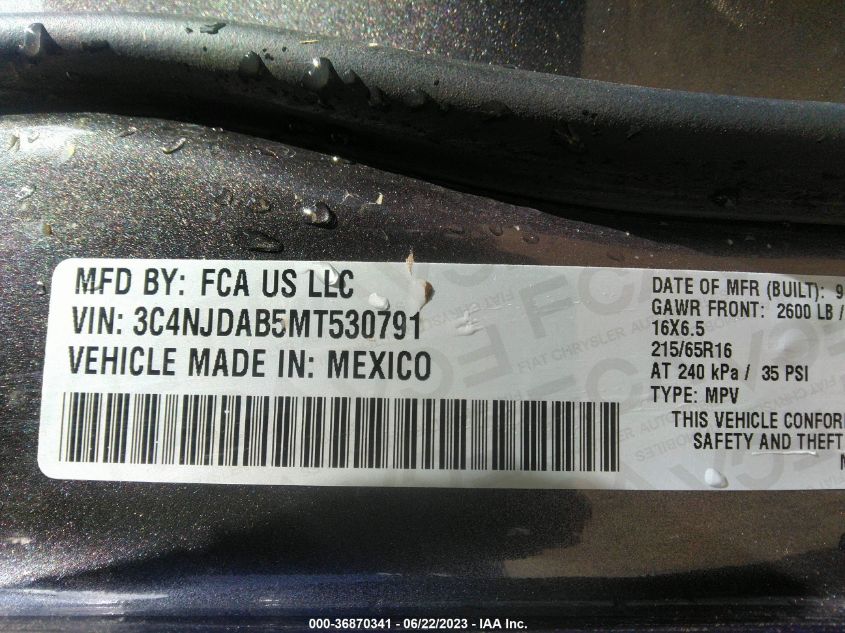 MFD BY: FCA US LLC
VIN: 3C4NJDAB5MT530791
VEHICLE MADE IN: MEXICO
DATE OF MFR (BUILT): 9
GAWR FRONT: 2600 LB /
16X6.5
215/65R16
AT 240 kPa / 35 PSI
TYPE: MPV
THIS VEHICLE CONFOR
SAFETY AND THEFT
000-36870341 - 06/22/2023 - IAA Inc.